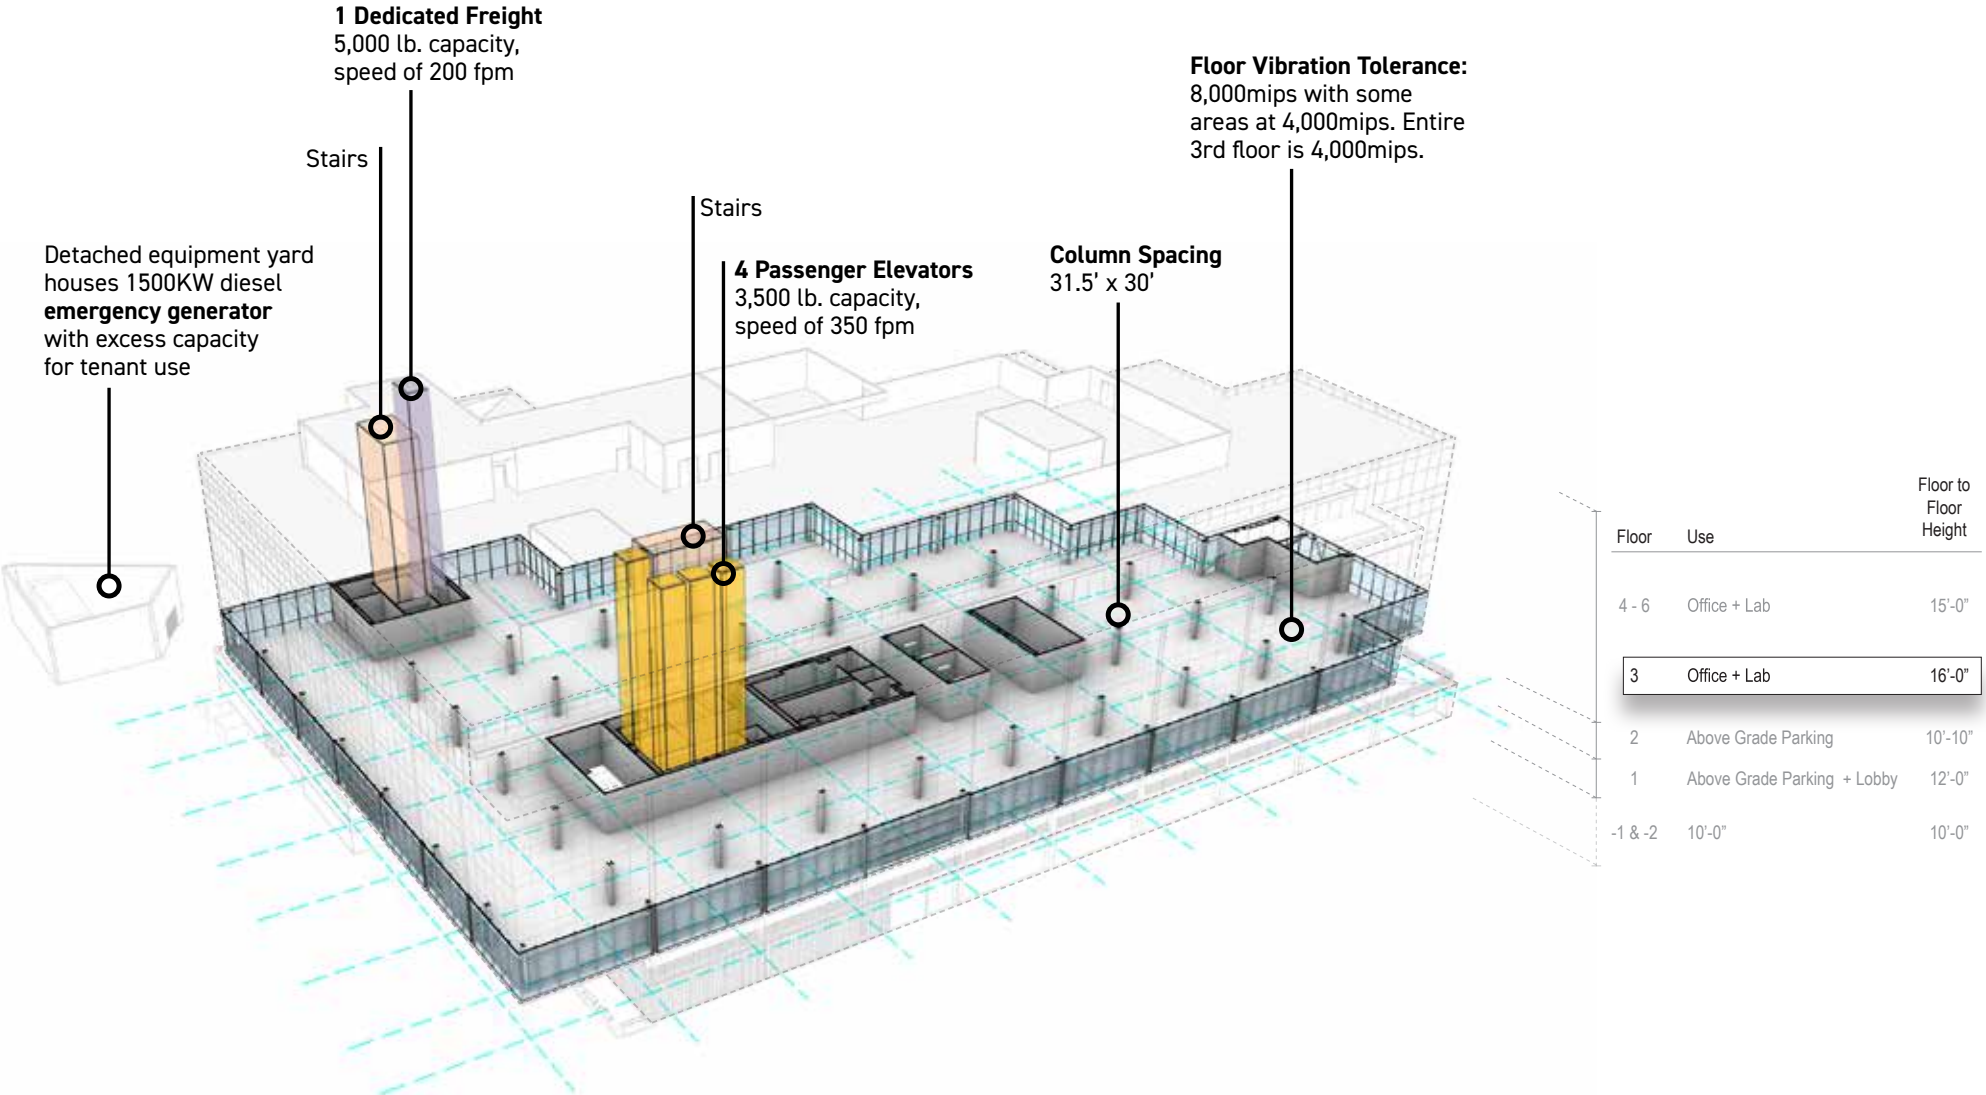 1 Dedicated Freight
5,000 lb. capacity,
speed of 200 fpm
Stairs
Detached equipment yard
houses 1500KW diesel
emergency generator
with excess capacity
for tenant use
Stairs
4 Passenger Elevators
3,500 lb. capacity,
speed of 350 fpm
Column Spacing
31.5’ x 30’
Floor Vibration Tolerance:
8,000mips with some
areas at 4,000mips. Entire
3rd floor is 4,000mips.
Floor Use Floor to
Floor
Height
4 - 6 Office + Lab 15’-0”
3 Office + Lab 16’-0”
2 Above Grade Parking 10’-10”
1 Above Grade Parking + Lobby 12’-0”
-1 & -2 10’-0” 10’-0”